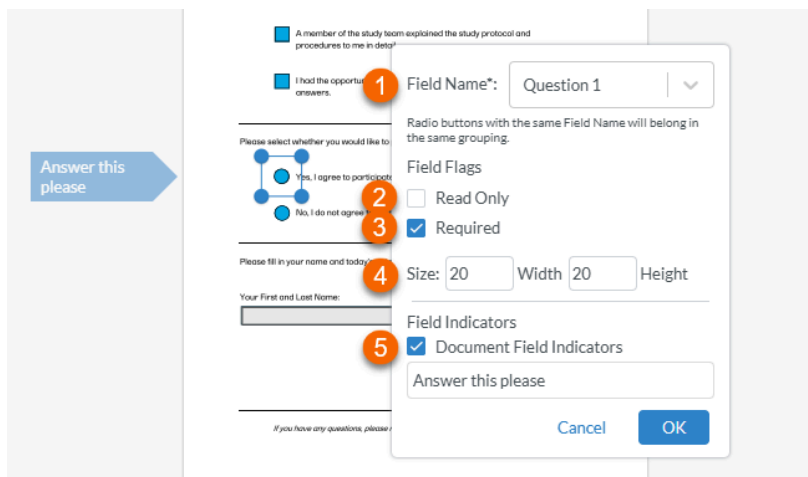 A member of the study team explained the study protocol and
procedures to me in detail
I had the
answers.
1 Field Name*: Question 1
Radio buttons with the same Field Name will belong in
the same grouping.
Please select whether you would like to
Field Flags
Answer this
please
Yes, I agree to participate
2 Read Only
No, I do not agree
3 Required
Please fill in your name and today's
4 Size: 20 Width 20 Height
Your First and Last Name:
Field Indicators
5 Document Field Indicators
Answer this please
If you have any questions, please
Cancel OK